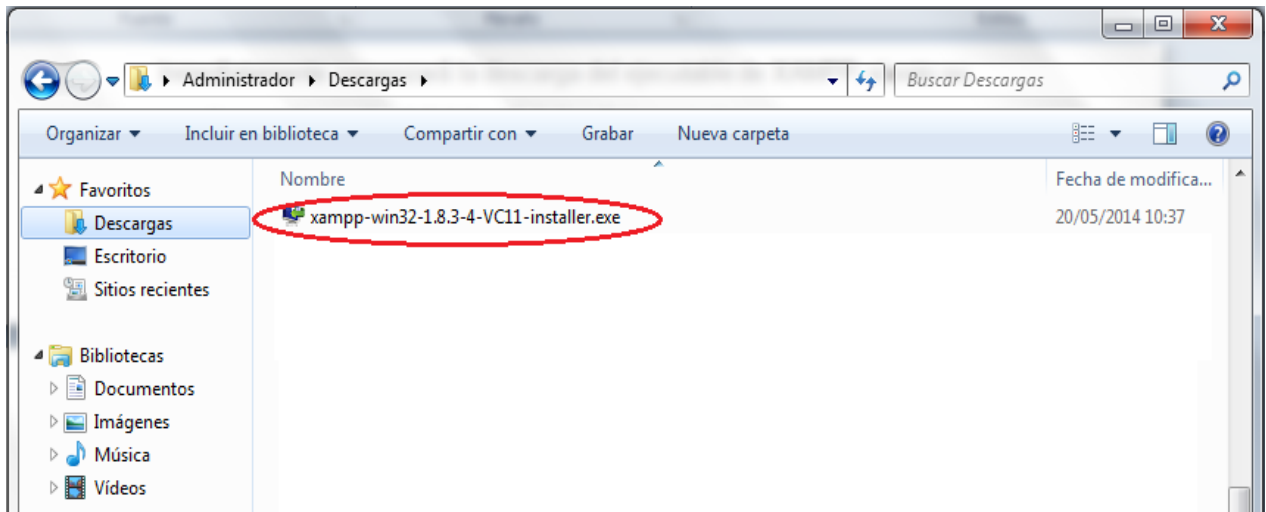 Administrador Descargas Buscar Descargas
Organizar Incluir en biblioteca Compartir con Grabar Nueva carpeta
Favoritos
Descargas
Escritorio
Sitios recientes
Bibliotecas
Documentos
Imágenes
Música
Vídeos
Nombre Fecha de modifica...
xampp-win32-1.8.3-4-VC11-installer.exe 20/05/2014 10:37